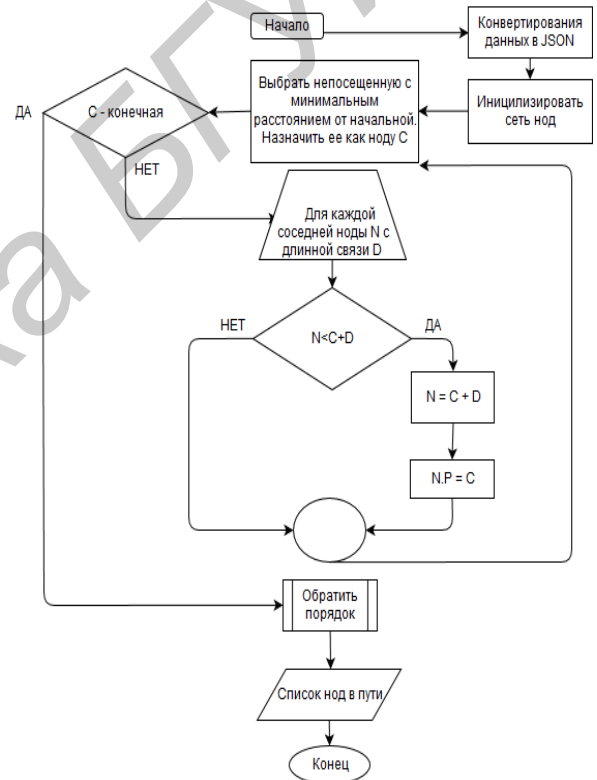 Начало
Конвертирования
данных в JSON
Иницилизировать
сеть нод
Выбрать непосещенную с
минимальным
расстоянием от начальной.
Назначить ее как ноду C
C - конечная
ДА
НЕТ
Для каждой
соседней ноды N с
длинной связи D
N<C+D
НЕТ
ДА
N = C + D
N.P = C
Обратить
порядок
Список нод в пути
Конец